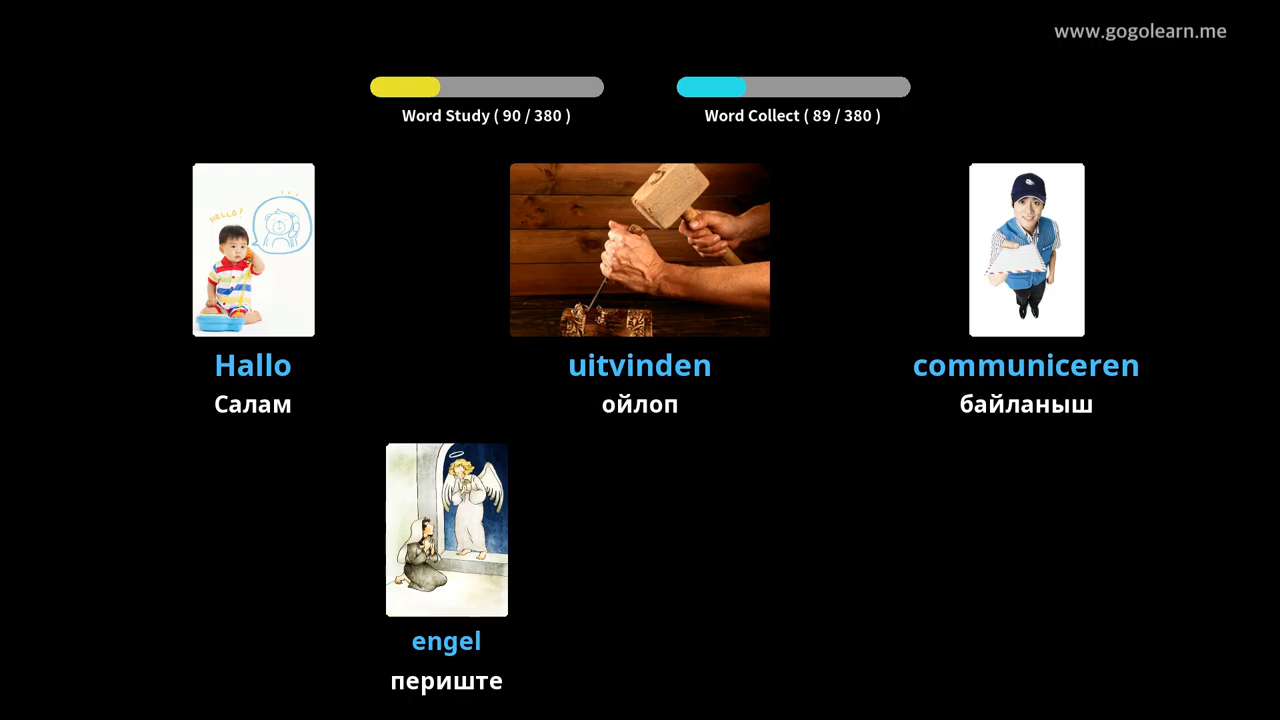 www.gogolearn.me
Word Study ( 90 / 380 )
Word Collect ( 89 / 380 )
HELLO?
Hallo
Салам
uitvinden
ойлоп
communiceren
байланыш
engel
периште